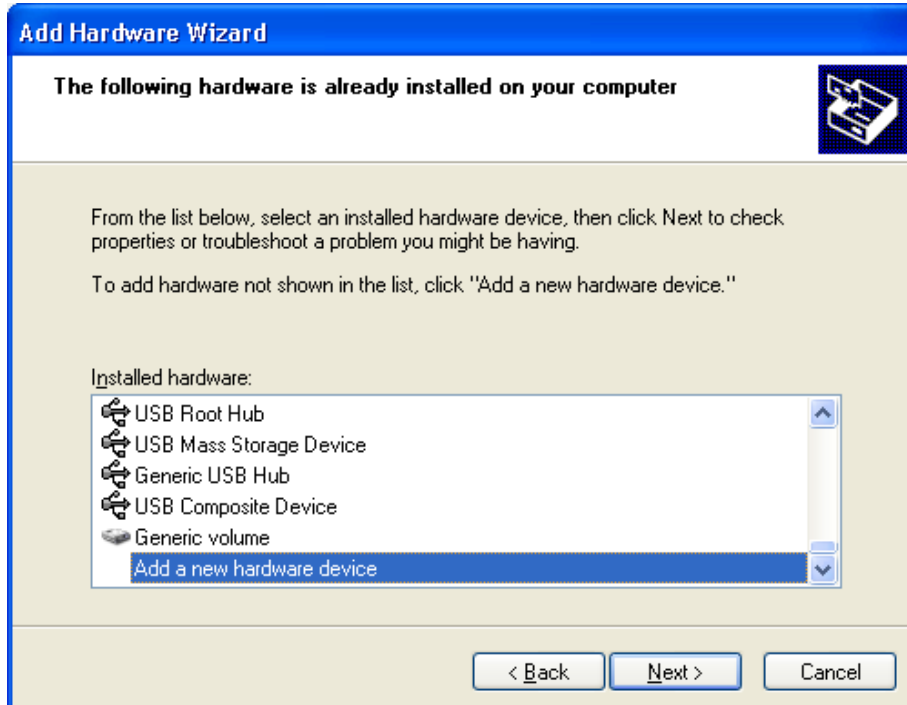 Add Hardware Wizard
The following hardware is already installed on your computer
From the list below, select an installed hardware device, then click Next to check
properties or troubleshoot a problem you might be having.
To add hardware not shown in the list, click "Add a new hardware device."
Installed hardware:
USB Root Hub
USB Mass Storage Device
Generic USB Hub
USB Composite Device
Generic volume
Add a new hardware device
< Back Next > Cancel